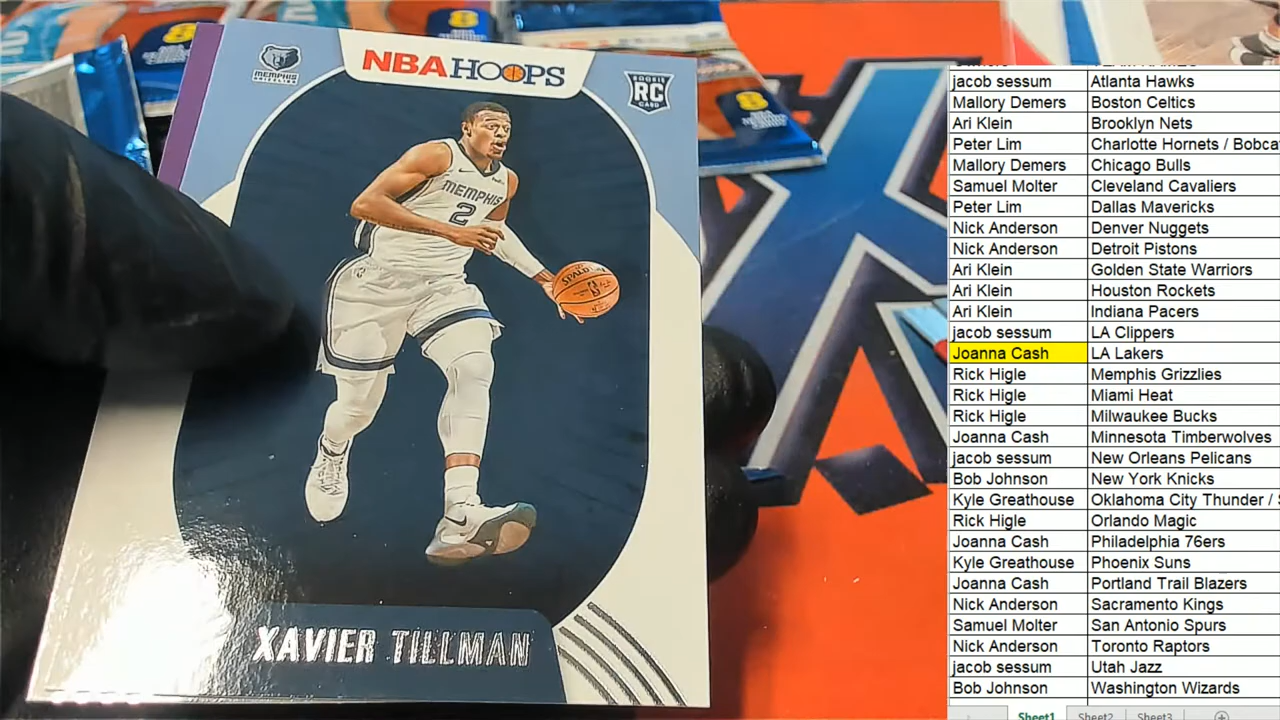 MEMPHIS
GRIZZLIES
NBA HOOPS
ROOKIE
RC
CARD
MEMPHIS
2
SPALDING
XAVIER TILLMAN
8
8
8
jacob sessum Atlanta Hawks
Mallory Demers Boston Celtics
Ari Klein Brooklyn Nets
Peter Lim Charlotte Hornets / Bobca
Mallory Demers Chicago Bulls
Samuel Molter Cleveland Cavaliers
Peter Lim Dallas Mavericks
Nick Anderson Denver Nuggets
Nick Anderson Detroit Pistons
Ari Klein Golden State Warriors
Ari Klein Houston Rockets
Ari Klein Indiana Pacers
jacob sessum LA Clippers
Joanna Cash LA Lakers
Rick Higle Memphis Grizzlies
Rick Higle Miami Heat
Rick Higle Milwaukee Bucks
Joanna Cash Minnesota Timberwolves
jacob sessum New Orleans Pelicans
Bob Johnson New York Knicks
Kyle Greathouse Oklahoma City Thunder /
Rick Higle Orlando Magic
Joanna Cash Philadelphia 76ers
Kyle Greathouse Phoenix Suns
Joanna Cash Portland Trail Blazers
Nick Anderson Sacramento Kings
Samuel Molter San Antonio Spurs
Nick Anderson Toronto Raptors
jacob sessum Utah Jazz
Bob Johnson Washington Wizards
Sheet1 Sheet2 Sheet3